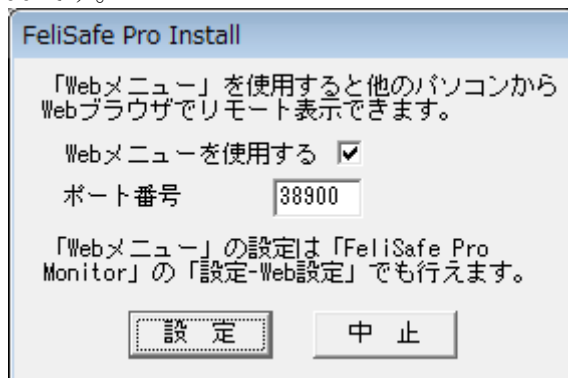 FeliSafe Pro Install
「Webメニュー」を使用すると他のパソコンから
Webブラウザでリモート表示できます。
Webメニューを使用する
ポート番号 38900
「Webメニュー」の設定は「FeliSafe Pro
Monitor」の「設定-Web設定」でも行えます。
設 定 中 止